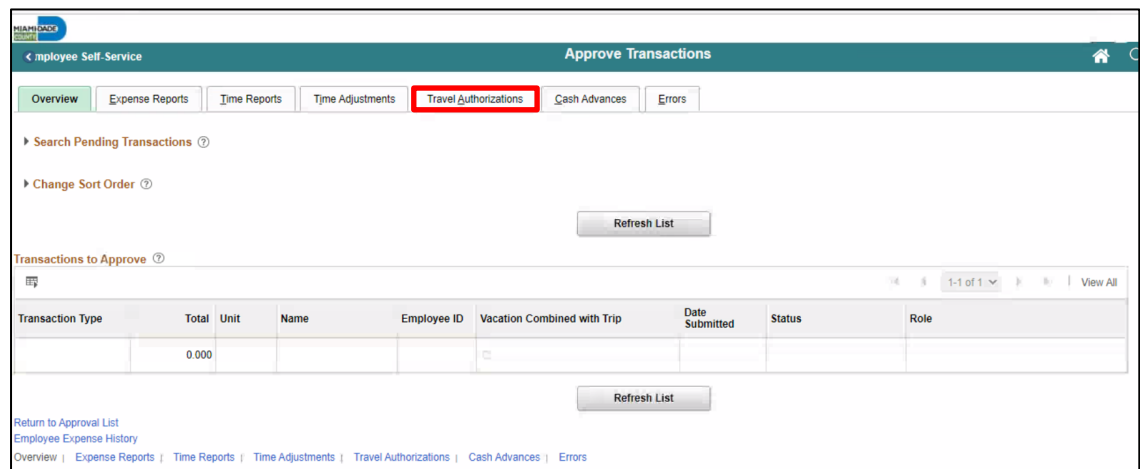 MIAMI-DADE
COUNTY
mployee Self-Service
Approve Transactions
Overview
Expense Reports
Time Reports
Time Adjustments
Travel Authorizations
Cash Advances
Errors
Search Pending Transactions
Change Sort Order
Refresh List
Transactions to Approve
1-1 of 1
View All
Transaction Type Total Unit Name Employee ID Vacation Combined with Trip Date Submitted Status Role
0.000
Refresh List
Return to Approval List
Employee Expense History
Overview | Expense Reports | Time Reports | Time Adjustments | Travel Authorizations | Cash Advances | Errors